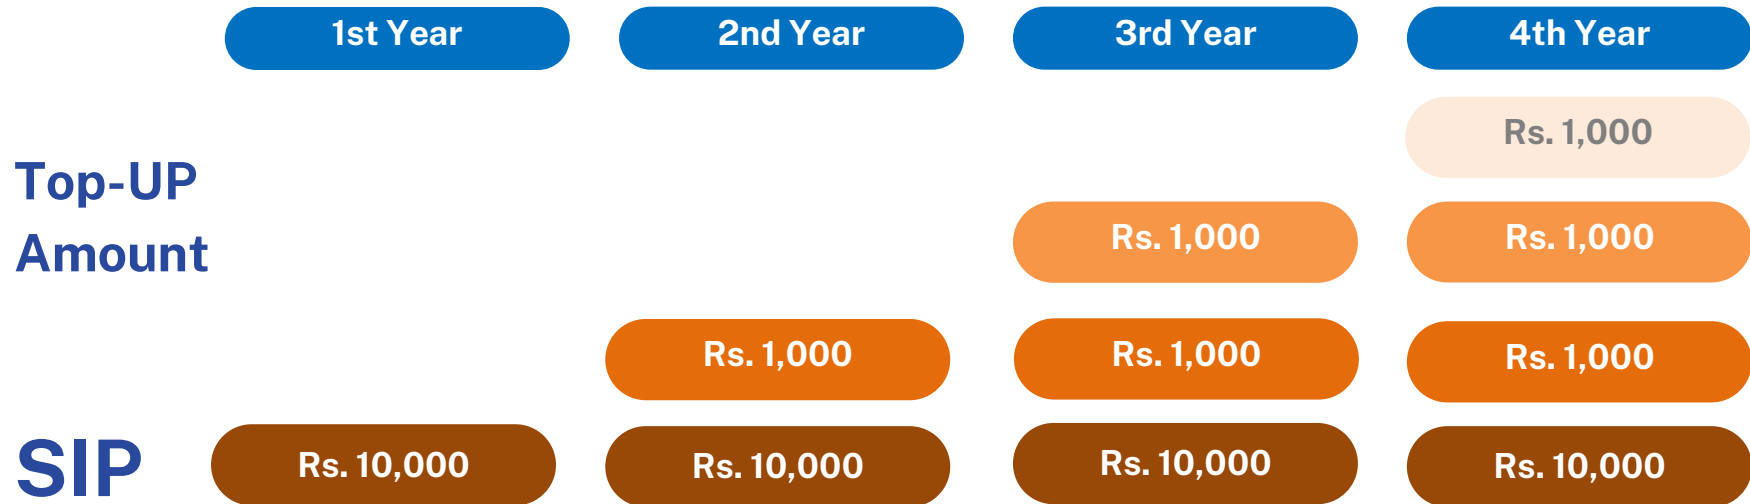 1st Year 2nd Year 3rd Year 4th Year
Rs. 1,000
Top-UP
Amount
Rs. 1,000 Rs. 1,000
Rs. 1,000 Rs. 1,000 Rs. 1,000
SIP Rs. 10,000 Rs. 10,000 Rs. 10,000 Rs. 10,000